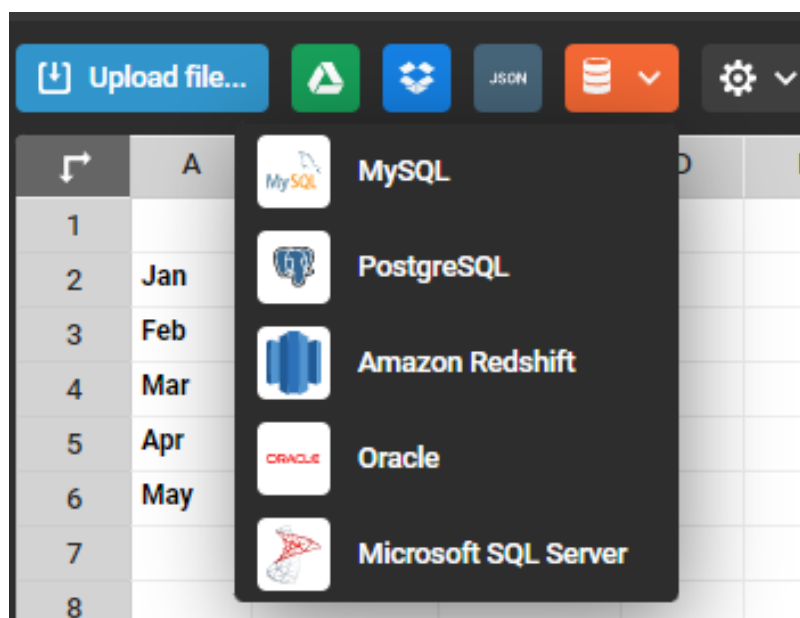 Upload file...
JSON
A
D
1
2 Jan
3 Feb
4 Mar
5 Apr
6 May
7
8
MySQL MySQL
PostgreSQL
Amazon Redshift
ORACLE Oracle
Microsoft SQL Server